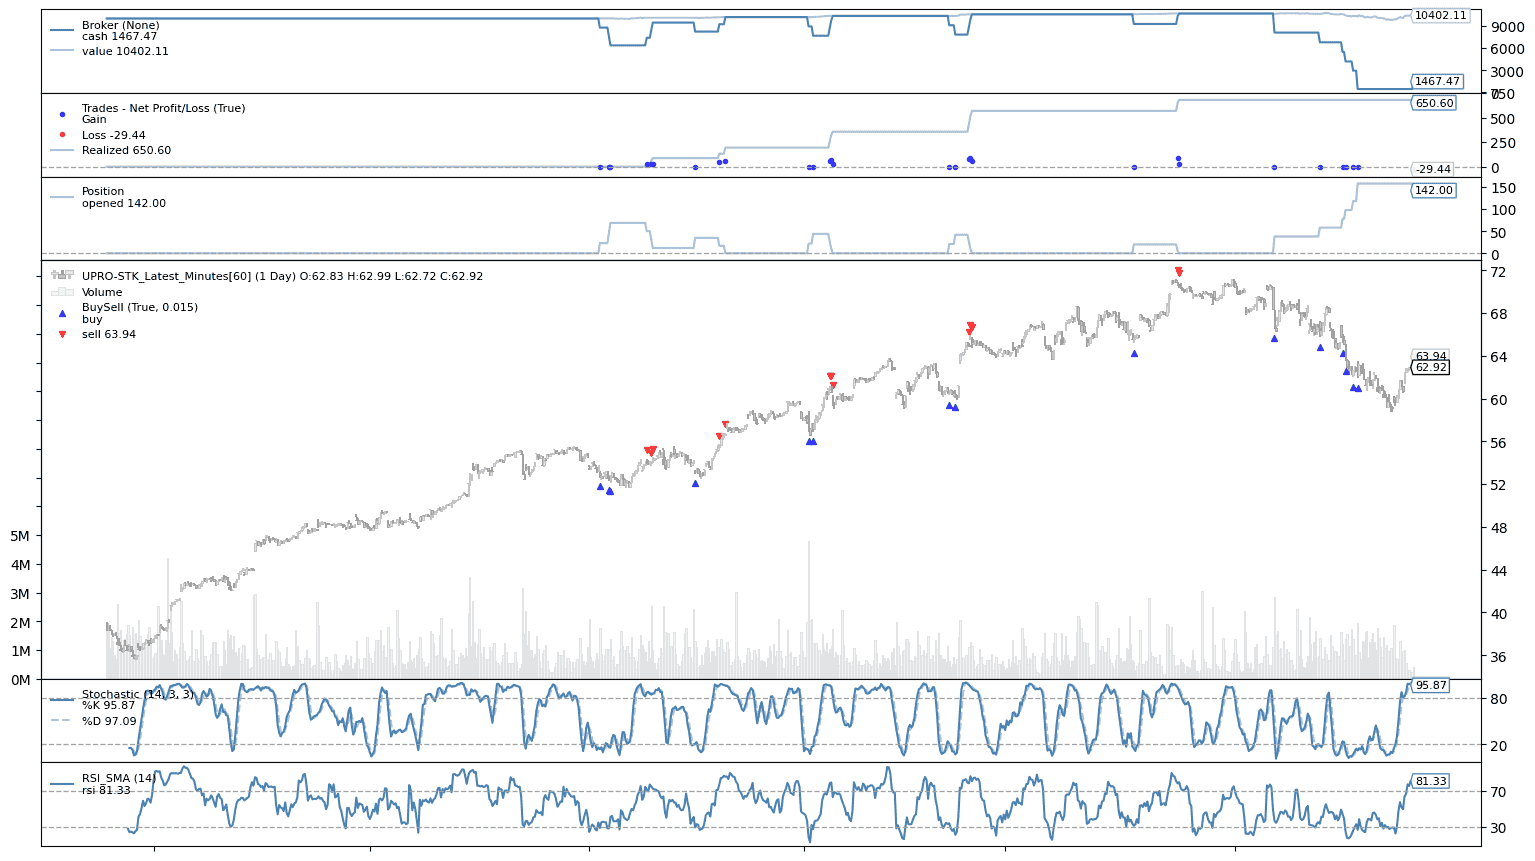 Broker (None)
cash 1467.47
value 10402.11
10402.11
9000
6000
3000
1467.47
0
Trades - Net Profit/Loss (True)
Gain
Loss -29.44
Realized 650.60
750
650.60
500
250
0
-29.44
Position
opened 142.00
150
142.00
100
50
0
UPRO-STK_Latest_Minutes[60] (1 Day) O:62.83 H:62.99 L:62.72 C:62.92
Volume
BuySell (True, 0.015)
buy
sell 63.94
72
68
64
63.94
62.92
60
56
52
48
44
40
36
5M
4M
3M
2M
1M
0M
Stochastic (14, 3, 3)
%K 95.87
%D 97.09
95.87
80
20
RSI_SMA (14)
rsi 81.33
81.33
70
30